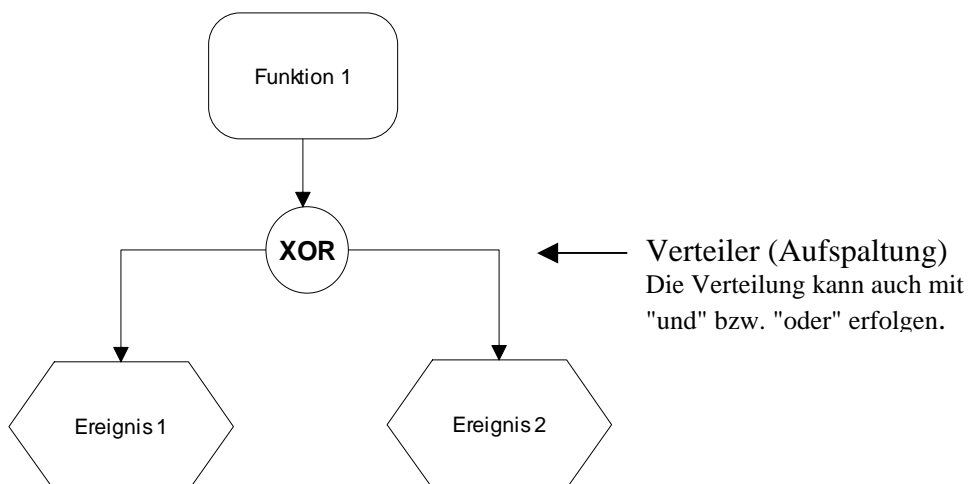 Funktion 1
XOR
Verteiler (Aufspaltung)
Die Verteilung kann auch mit
"und" bzw. "oder" erfolgen.
Ereignis 1
Ereignis 2